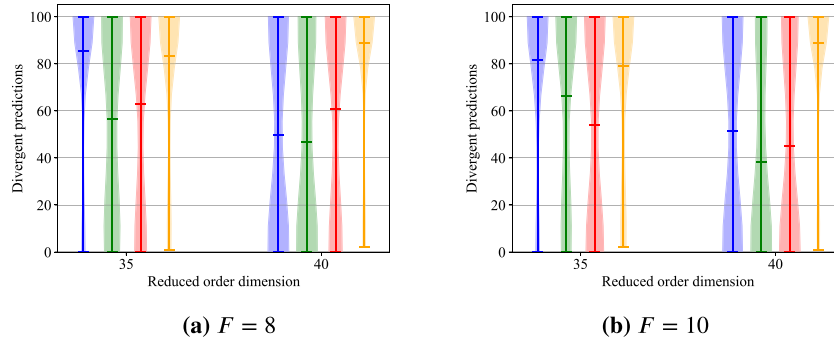 100
80
60
40
20
0
Divergent predictions
35
40
Reduced order dimension
(a) F = 8
100
80
60
40
20
0
Divergent predictions
35
40
Reduced order dimension
(b) F = 10